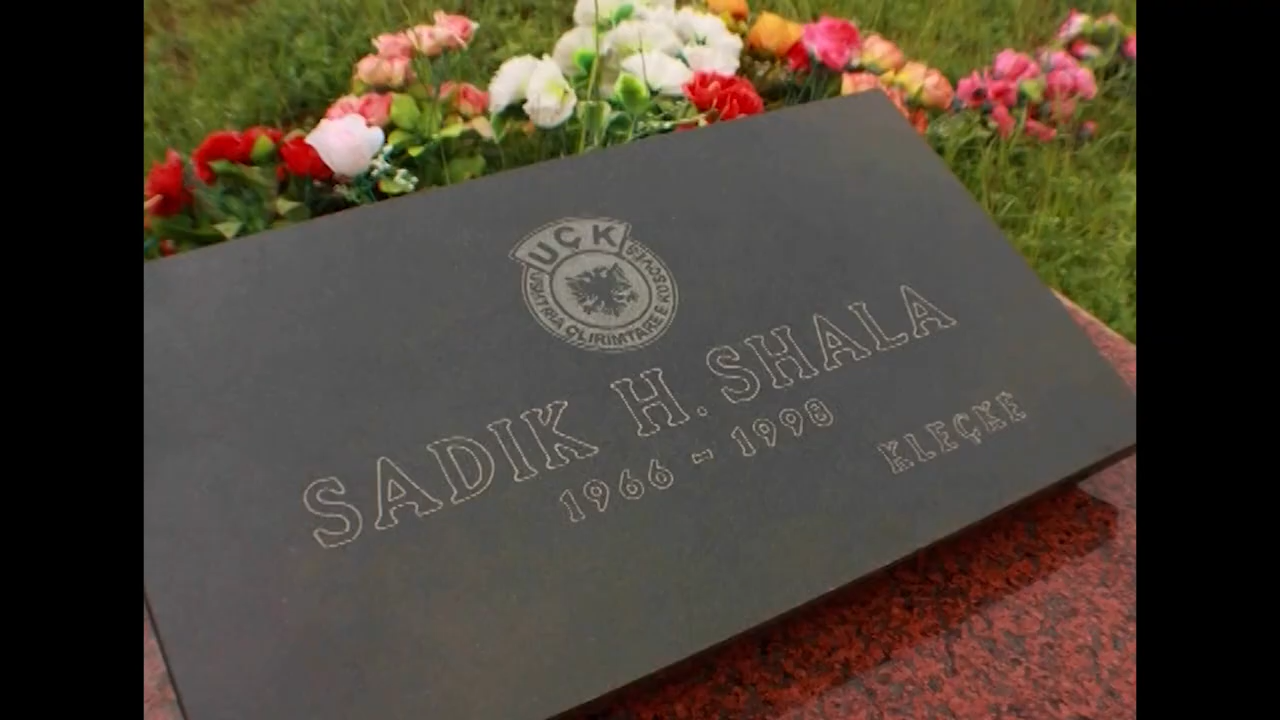 UÇK
USHTRIA ÇLIRIMTARE E KOSOVËS
SADIK H. SHALA
1966 - 1998
KLEÇKË